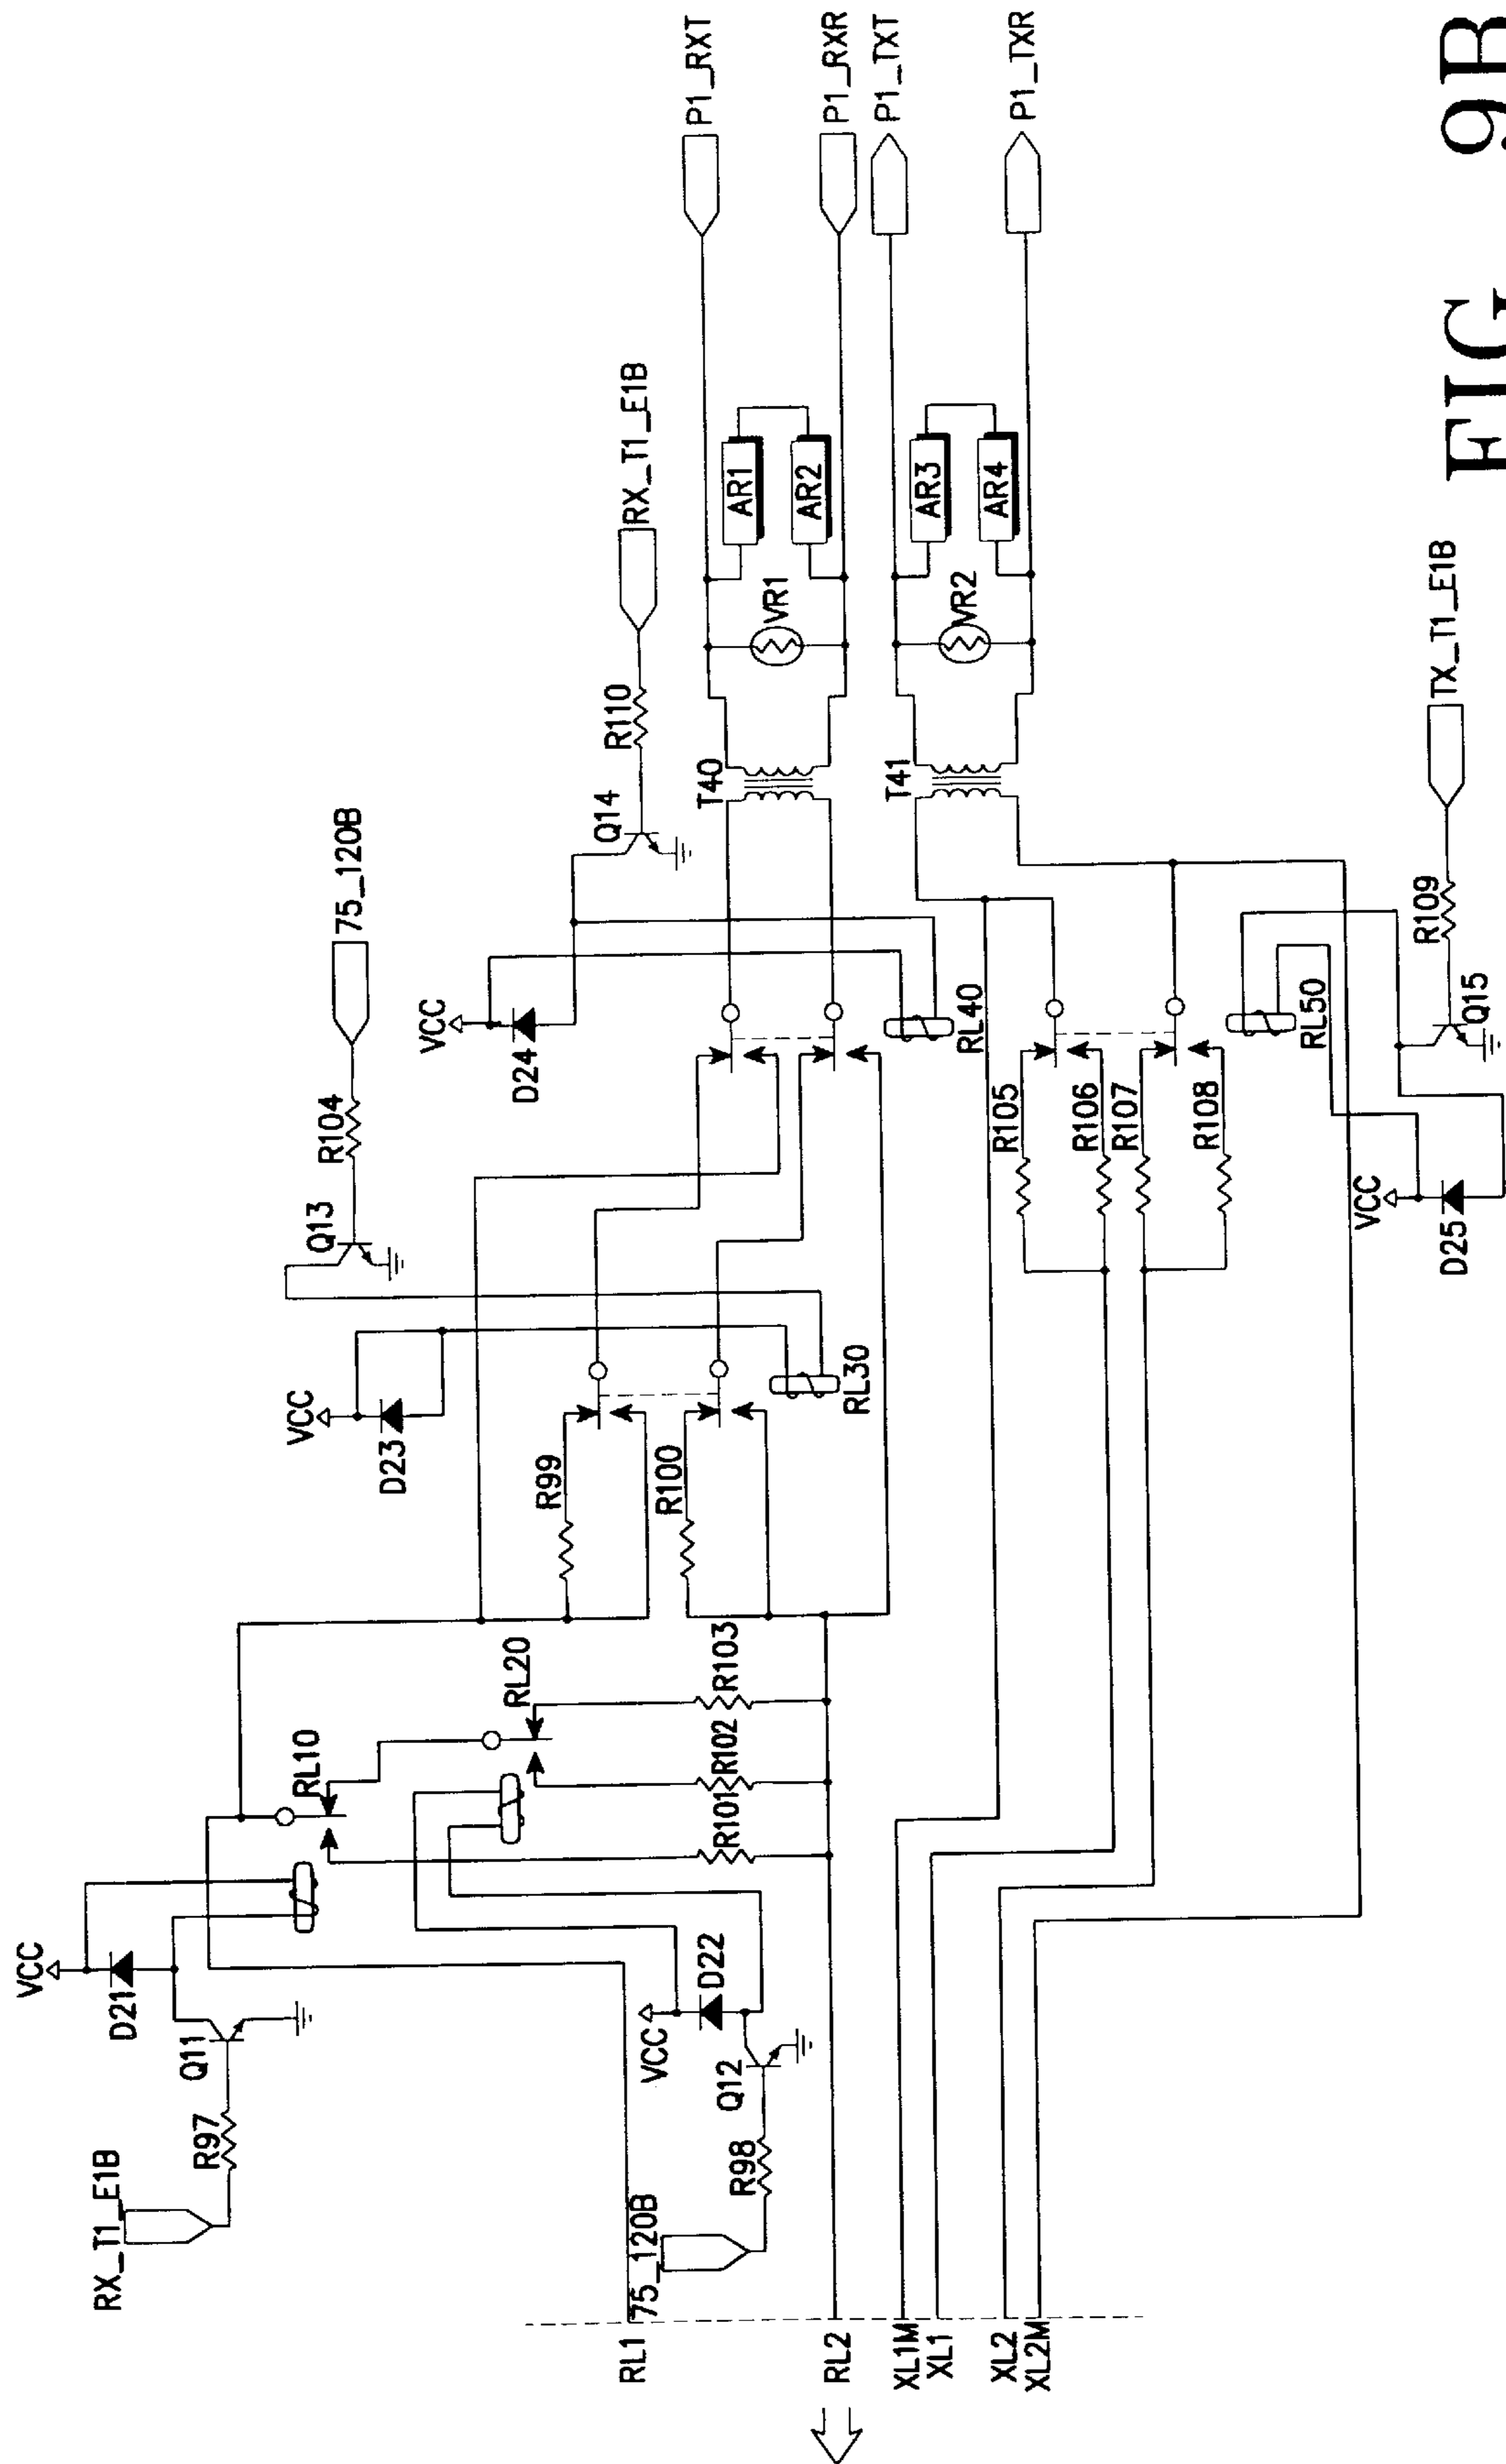 P1_RXT
P1_RXR
P1_TXT
P1_TXR
AR1
AR2
AR3
AR4
VR1
VR2
RX_T1_E1B
R110
Q14
T40
T41
75_120B
R104
Q13
VCC
D24
RL40
VCC
D23
RL30
R99
R100
R105
R106
R107
R108
RL50
TX_T1_E1B
R109
Q15
VCC
D25
RL10
RL20
R101
R102
R103
VCC
D21
Q11
R97
RX_T1_E1B
VCC
D22
Q12
R98
75_120B
RL1
RL2
XL1M
XL1
XL2
XL2M
FIG. 9B